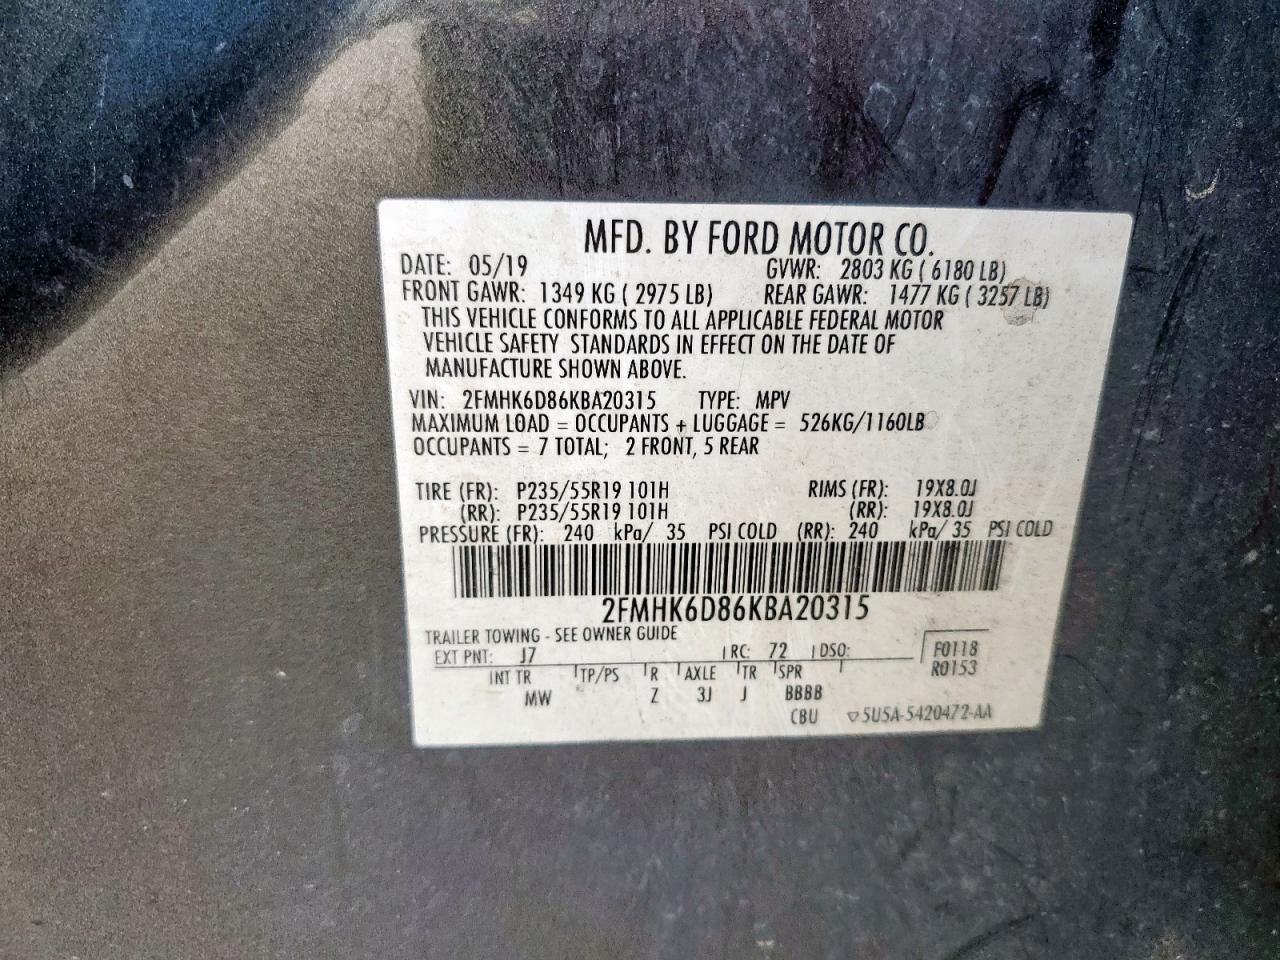 MFD. BY FORD MOTOR CO.
DATE: 05/19 GVWR: 2803 KG ( 6180 LB)
FRONT GAWR: 1349 KG ( 2975 LB) REAR GAWR: 1477 KG ( 3257 LB)
THIS VEHICLE CONFORMS TO ALL APPLICABLE FEDERAL MOTOR
VEHICLE SAFETY STANDARDS IN EFFECT ON THE DATE OF
MANUFACTURE SHOWN ABOVE.
VIN: 2FMHK6D86KBA20315 TYPE: MPV
MAXIMUM LOAD = OCCUPANTS + LUGGAGE = 526KG/1160LB
OCCUPANTS = 7 TOTAL; 2 FRONT, 5 REAR
TIRE (FR): P235/55R19 101H RIMS (FR): 19X8.0J
(RR): P235/55R19 101H (RR): 19X8.0J
PRESSURE (FR): 240 kPa/ 35 PSI COLD (RR): 240 kPa/ 35 PSI COLD
2FMHK6D86KBA20315
TRAILER TOWING - SEE OWNER GUIDE
EXT PNT: J7 RC: 72 DSO: F0118
INT TR TP/PS R AXLE TR SPR R0153
MW Z 3J J BBBB
CBU ▽5U5A-5420472-AA